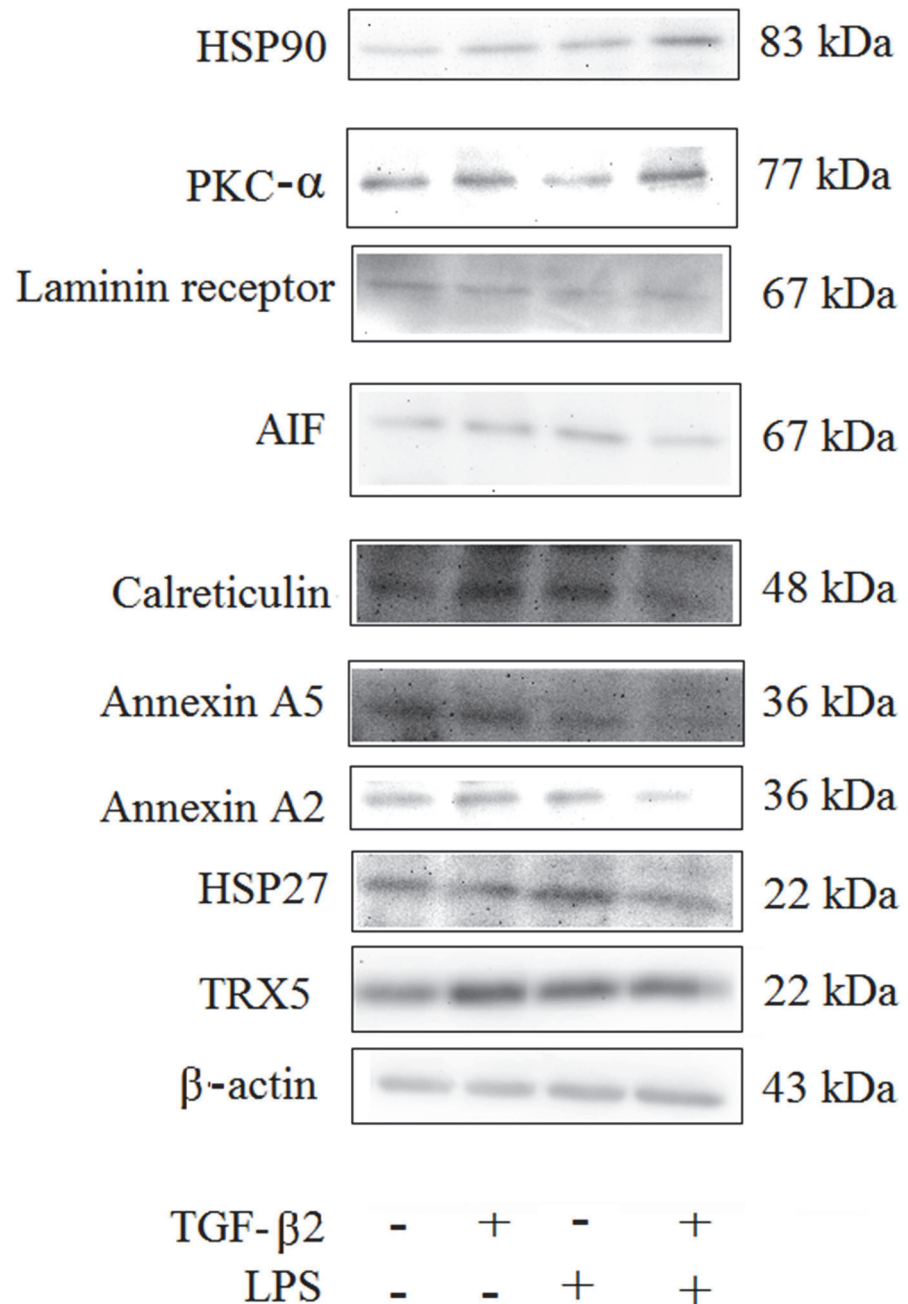 HSP90 83 kDa
PKC-α 77 kDa
Laminin receptor 67 kDa
AIF 67 kDa
Calreticulin 48 kDa
Annexin A5 36 kDa
Annexin A2 36 kDa
HSP27 22 kDa
TRX5 22 kDa
β-actin 43 kDa
TGF-β2 - + - +
LPS - - + +